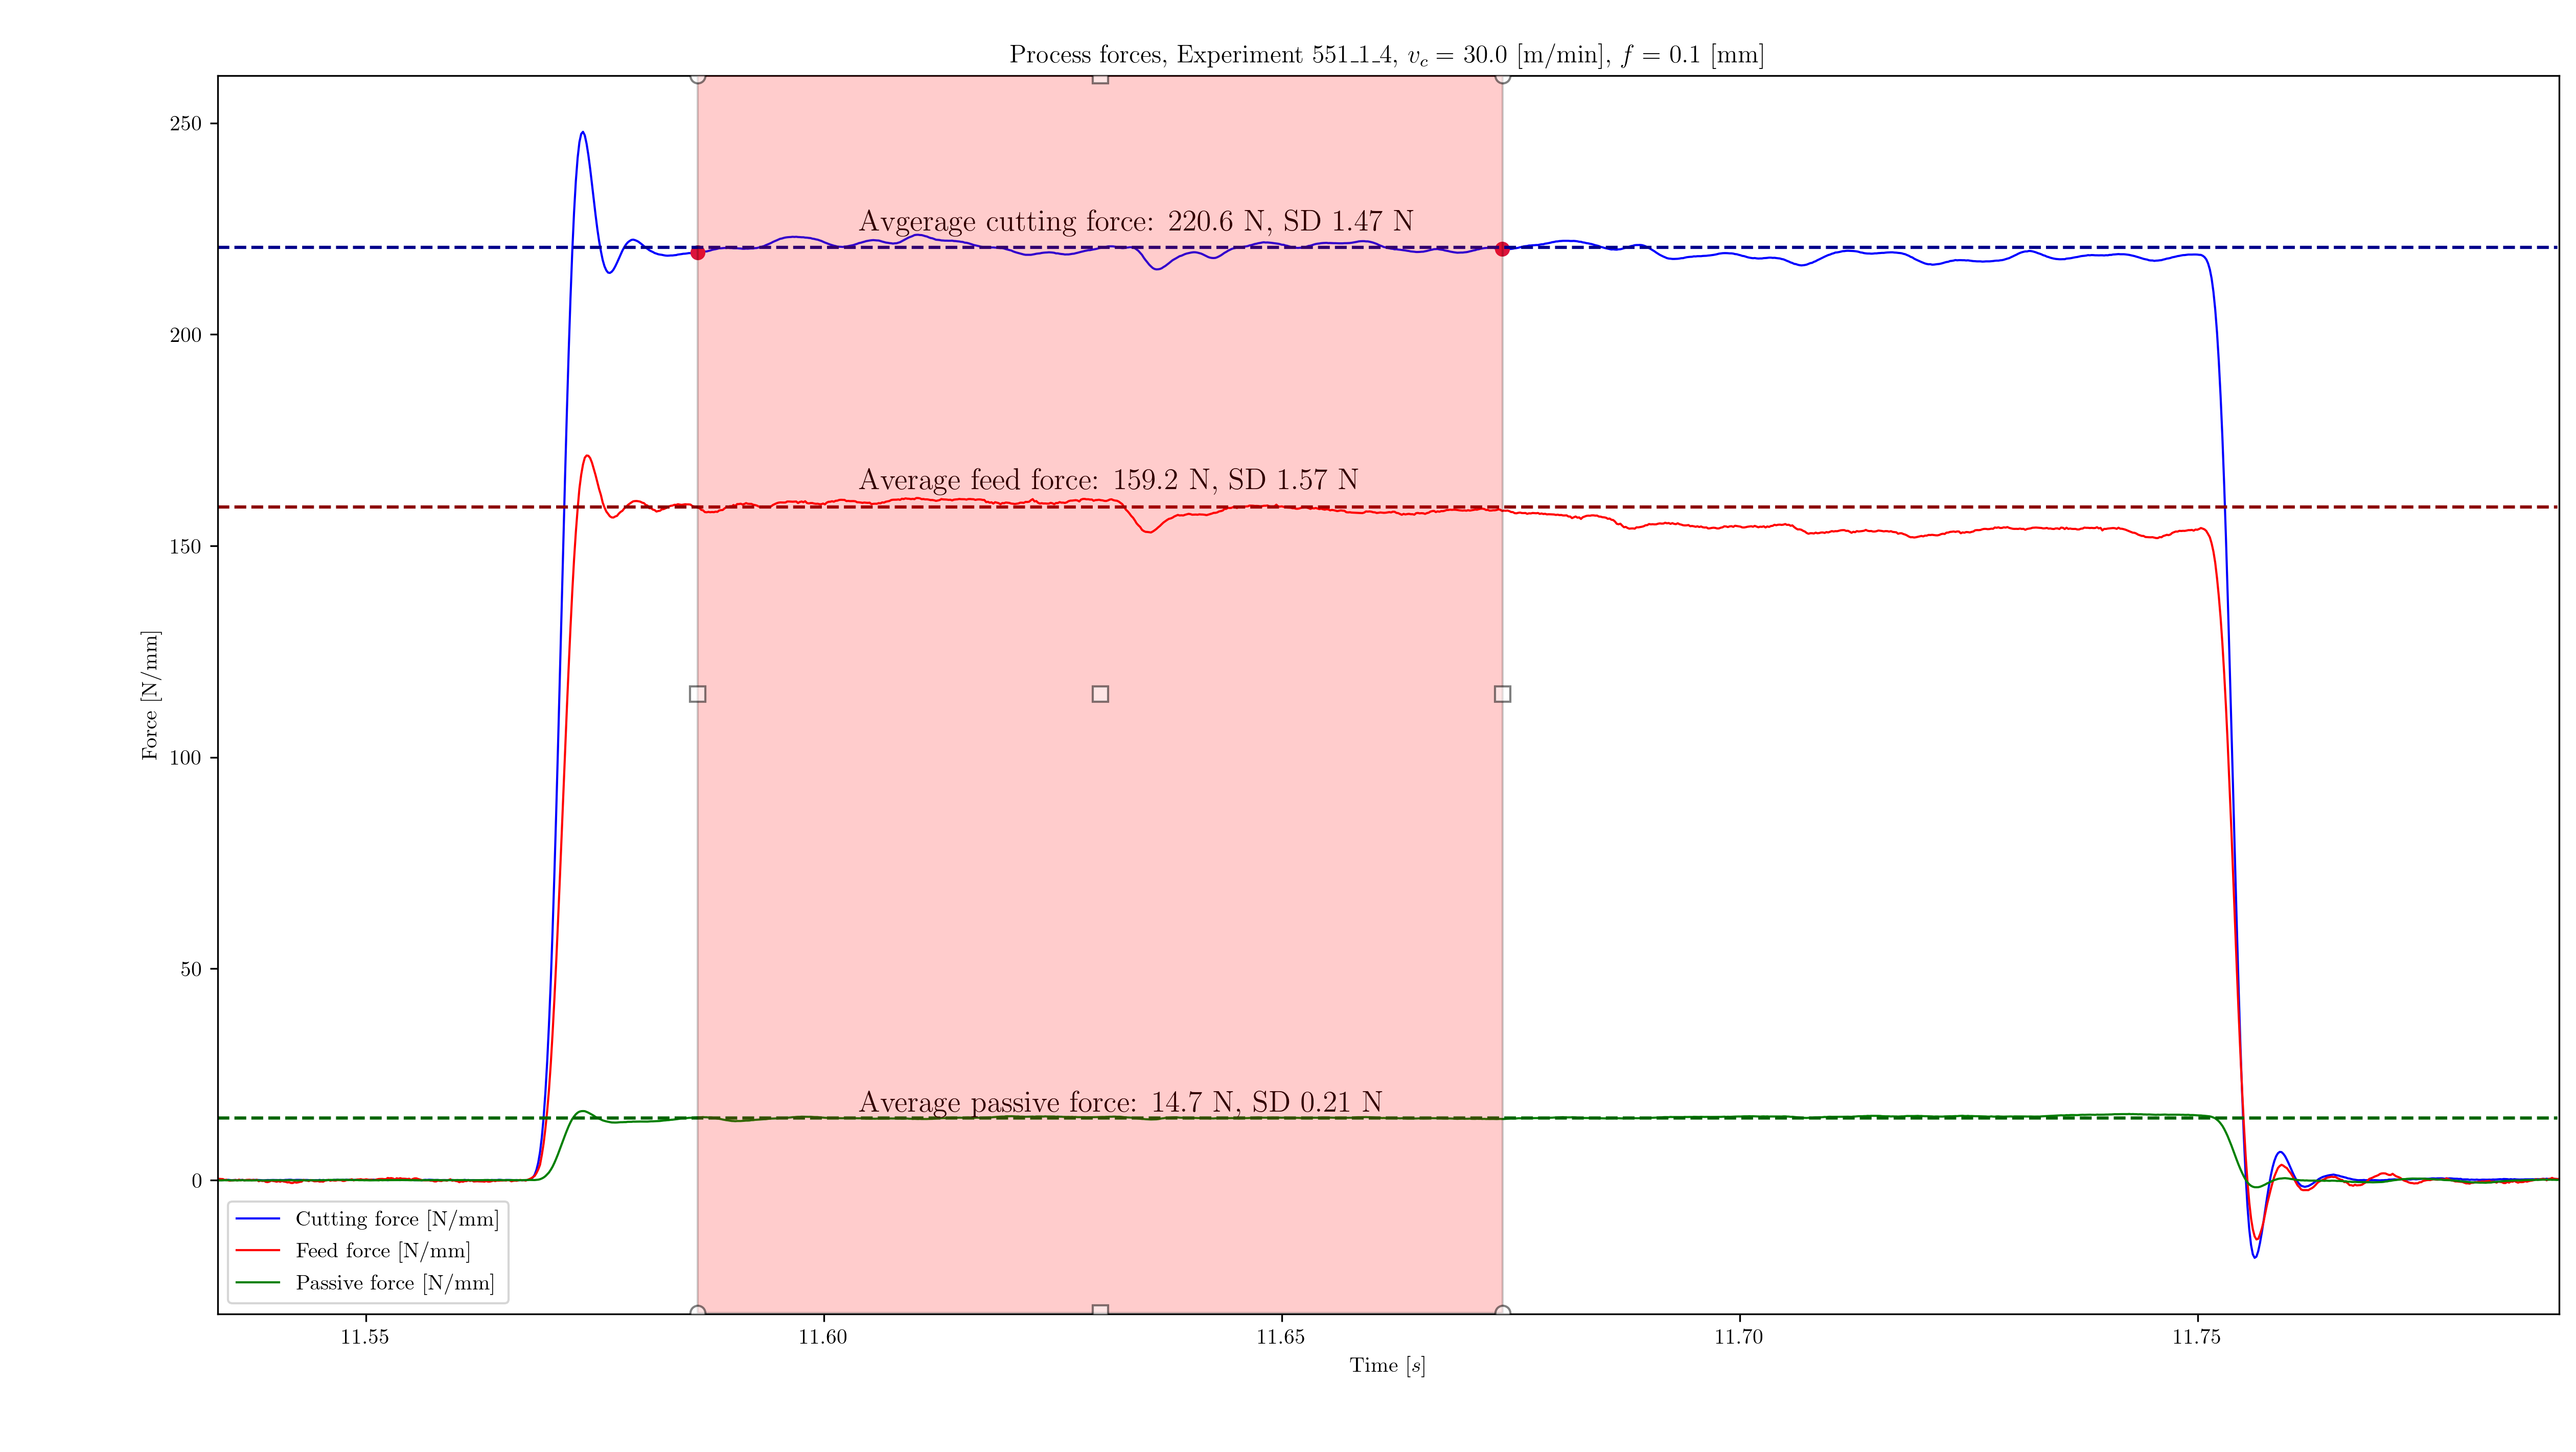 Process forces, Experiment 551_1_4, v_c = 30.0 [m/min], f = 0.1 [mm]
250
200
150
100
50
0
Force [N/mm]
Avgerage cutting force: 220.6 N, SD 1.47 N
Average feed force: 159.2 N, SD 1.57 N
Average passive force: 14.7 N, SD 0.21 N
Cutting force [N/mm]
Feed force [N/mm]
Passive force [N/mm]
11.55 11.60 11.65 11.70 11.75
Time [s]